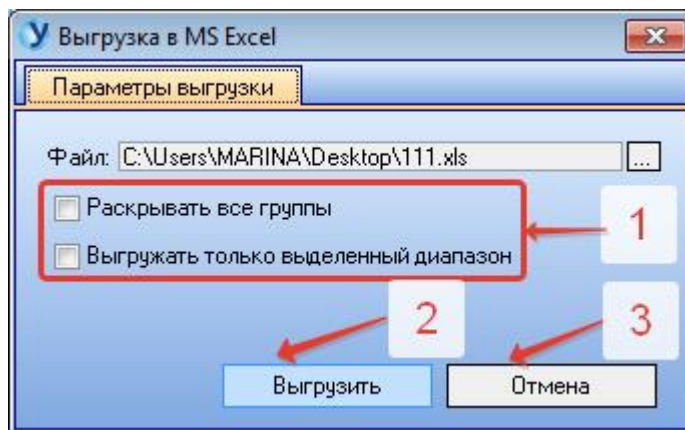 У Выгрузка в MS Excel
Параметры выгрузки
Файл: C:\Users\MARINA\Desktop\111.xls ...
Раскрывать все группы
1
Выгружать только выделенный диапазон
2
3
Выгрузить Отмена